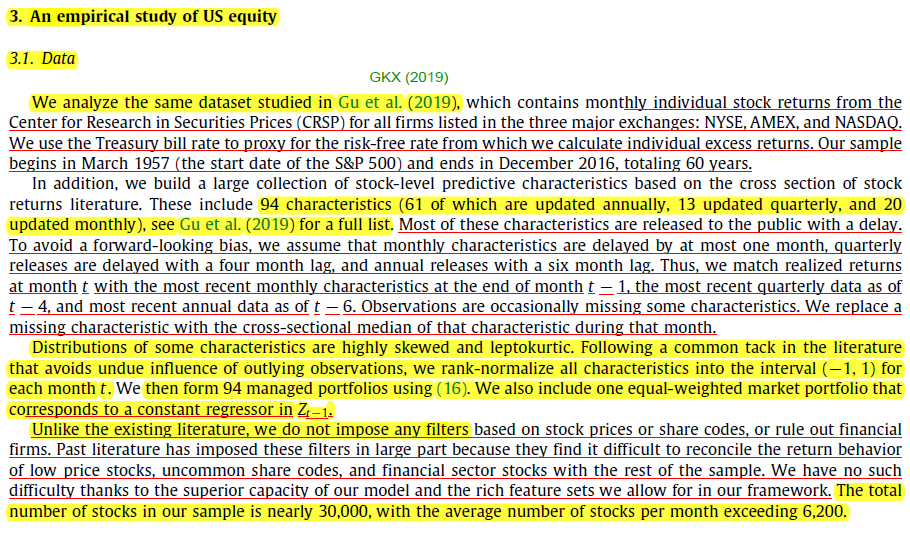 3. An empirical study of US equity
3.1. Data
GKX (2019)
We analyze the same dataset studied in Gu et al. (2019), which contains monthly individual stock returns from the
Center for Research in Securities Prices (CRSP) for all firms listed in the three major exchanges: NYSE, AMEX, and NASDAQ.
We use the Treasury bill rate to proxy for the risk-free rate from which we calculate individual excess returns. Our sample
begins in March 1957 (the start date of the S&P 500) and ends in December 2016, totaling 60 years.
In addition, we build a large collection of stock-level predictive characteristics based on the cross section of stock
returns literature. These include 94 characteristics (61 of which are updated annually, 13 updated quarterly, and 20
updated monthly), see Gu et al. (2019) for a full list. Most of these characteristics are released to the public with a delay.
To avoid a forward-looking bias, we assume that monthly characteristics are delayed by at most one month, quarterly
releases are delayed with a four month lag, and annual releases with a six month lag. Thus, we match realized returns
at month t with the most recent monthly characteristics at the end of month t − 1, the most recent quarterly data as of
t − 4, and most recent annual data as of t − 6. Observations are occasionally missing some characteristics. We replace a
missing characteristic with the cross-sectional median of that characteristic during that month.
Distributions of some characteristics are highly skewed and leptokurtic. Following a common tack in the literature
that avoids undue influence of outlying observations, we rank-normalize all characteristics into the interval (−1, 1) for
each month t. We then form 94 managed portfolios using (16). We also include one equal-weighted market portfolio that
corresponds to a constant regressor in Zt−1.
Unlike the existing literature, we do not impose any filters based on stock prices or share codes, or rule out financial
firms. Past literature has imposed these filters in large part because they find it difficult to reconcile the return behavior
of low price stocks, uncommon share codes, and financial sector stocks with the rest of the sample. We have no such
difficulty thanks to the superior capacity of our model and the rich feature sets we allow for in our framework. The total
number of stocks in our sample is nearly 30,000, with the average number of stocks per month exceeding 6,200.